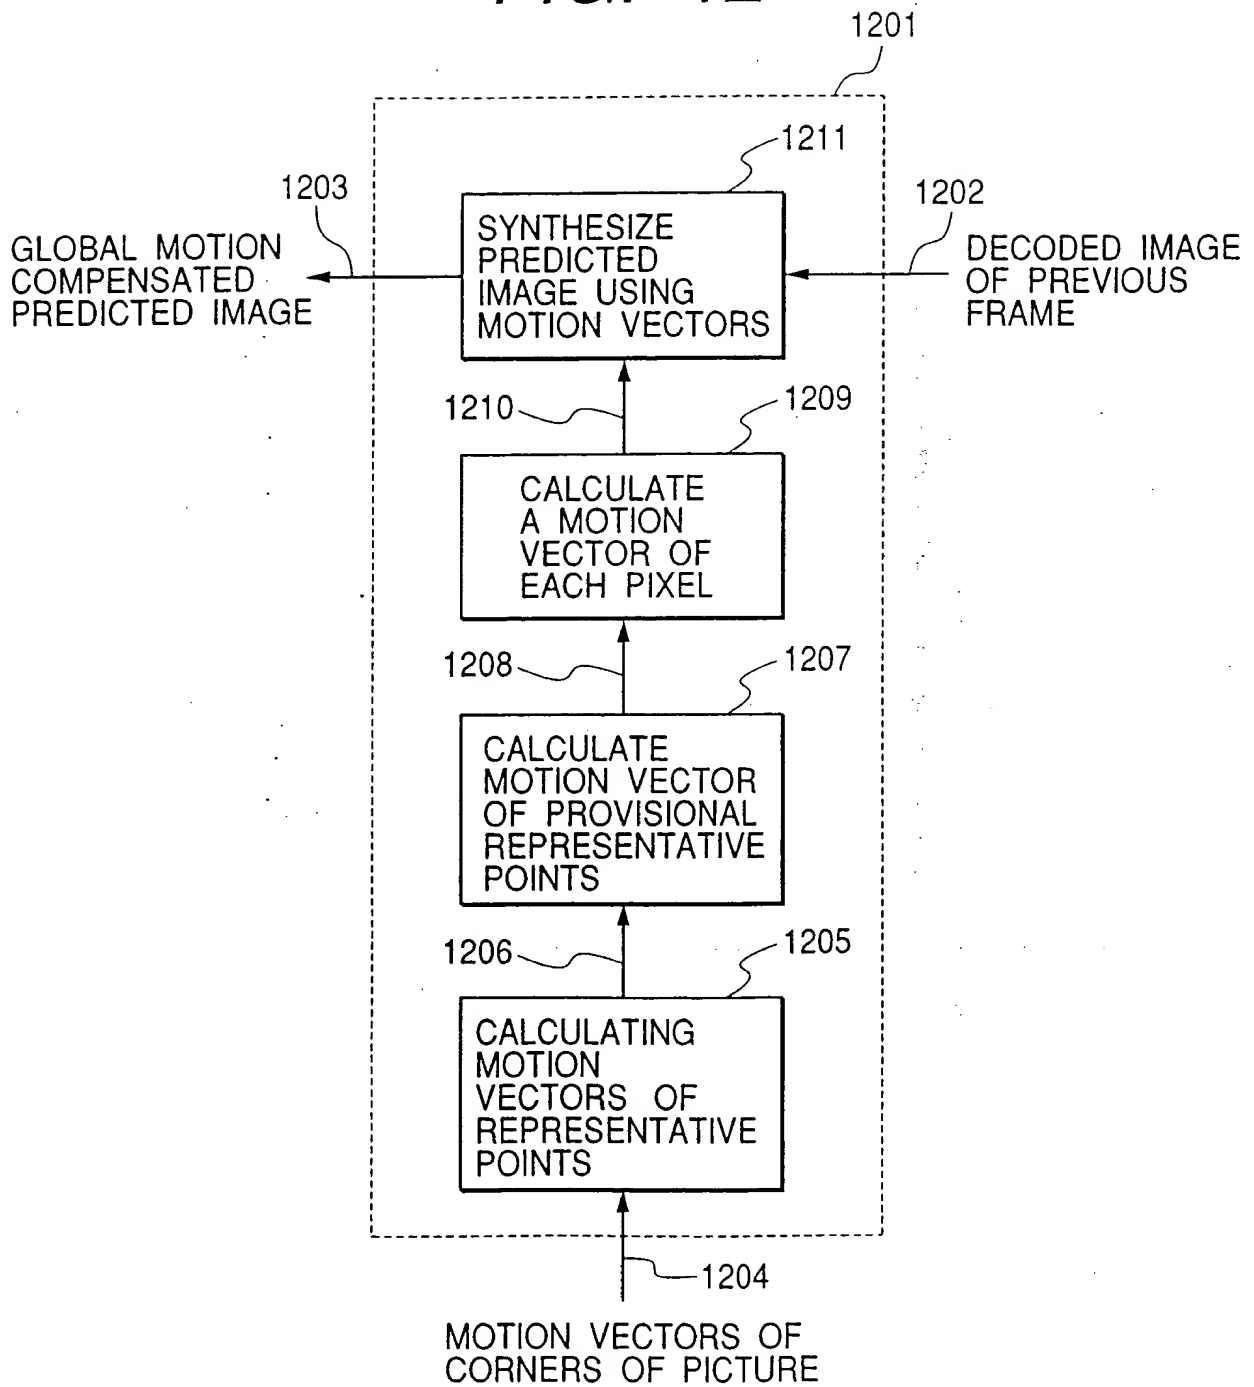 1201
1211
1203
1202
GLOBAL MOTION
COMPENSATED
PREDICTED IMAGE
SYNTHESIZE
PREDICTED
IMAGE USING
MOTION VECTORS
DECODED IMAGE
OF PREVIOUS
FRAME
1210
1209
CALCULATE
A MOTION
VECTOR OF
EACH PIXEL
1208
1207
CALCULATE
MOTION VECTOR
OF PROVISIONAL
REPRESENTATIVE
POINTS
1206
1205
CALCULATING
MOTION
VECTORS OF
REPRESENTATIVE
POINTS
1204
MOTION VECTORS OF
CORNERS OF PICTURE